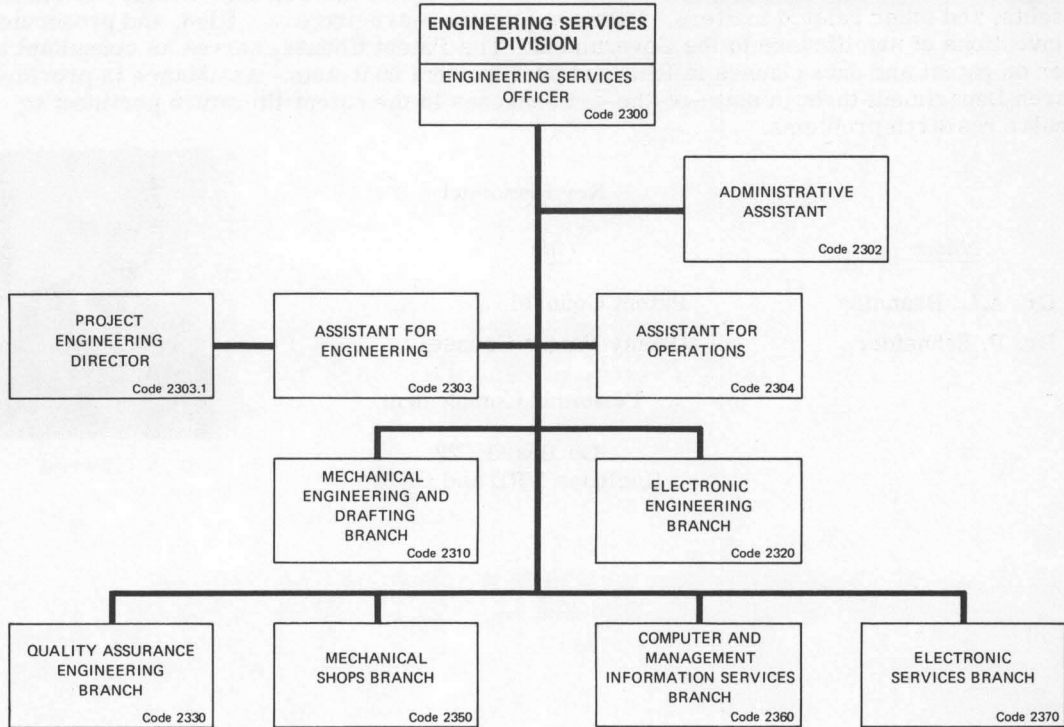 ENGINEERING SERVICES
DIVISION
ENGINEERING SERVICES
OFFICER
Code 2300
ADMINISTRATIVE
ASSISTANT
Code 2302
PROJECT
ENGINEERING
DIRECTOR
Code 2303.1
ASSISTANT FOR
ENGINEERING
Code 2303
ASSISTANT FOR
OPERATIONS
Code 2304
MECHANICAL
ENGINEERING AND
DRAFTING
BRANCH
Code 2310
ELECTRONIC
ENGINEERING
BRANCH
Code 2320
QUALITY ASSURANCE
ENGINEERING
BRANCH
Code 2330
MECHANICAL
SHOPS BRANCH
Code 2350
COMPUTER AND
MANAGEMENT
INFORMATION SERVICES
BRANCH
Code 2360
ELECTRONIC
SERVICES BRANCH
Code 2370